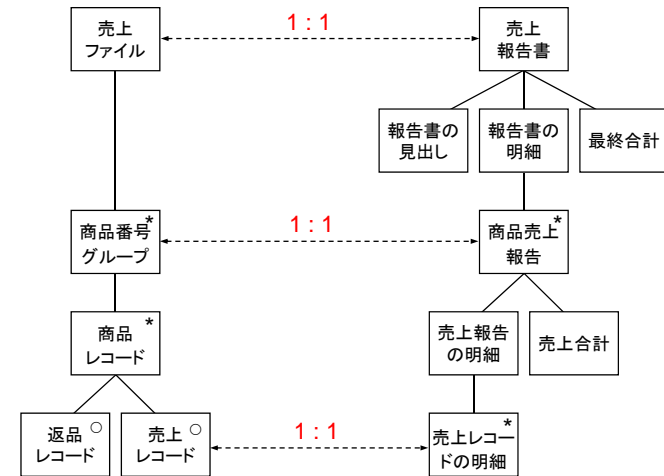 売上
ファイル
1 : 1
売上
報告書
報告書の
見出し
報告書の
明細
最終合計
商品番号*
グループ
1 : 1
商品売上*
報告
商品 *
レコード
売上報告
の明細
売上合計
返品 ○
レコード
売上 ○
レコード
1 : 1
*
売上レコー
ドの明細